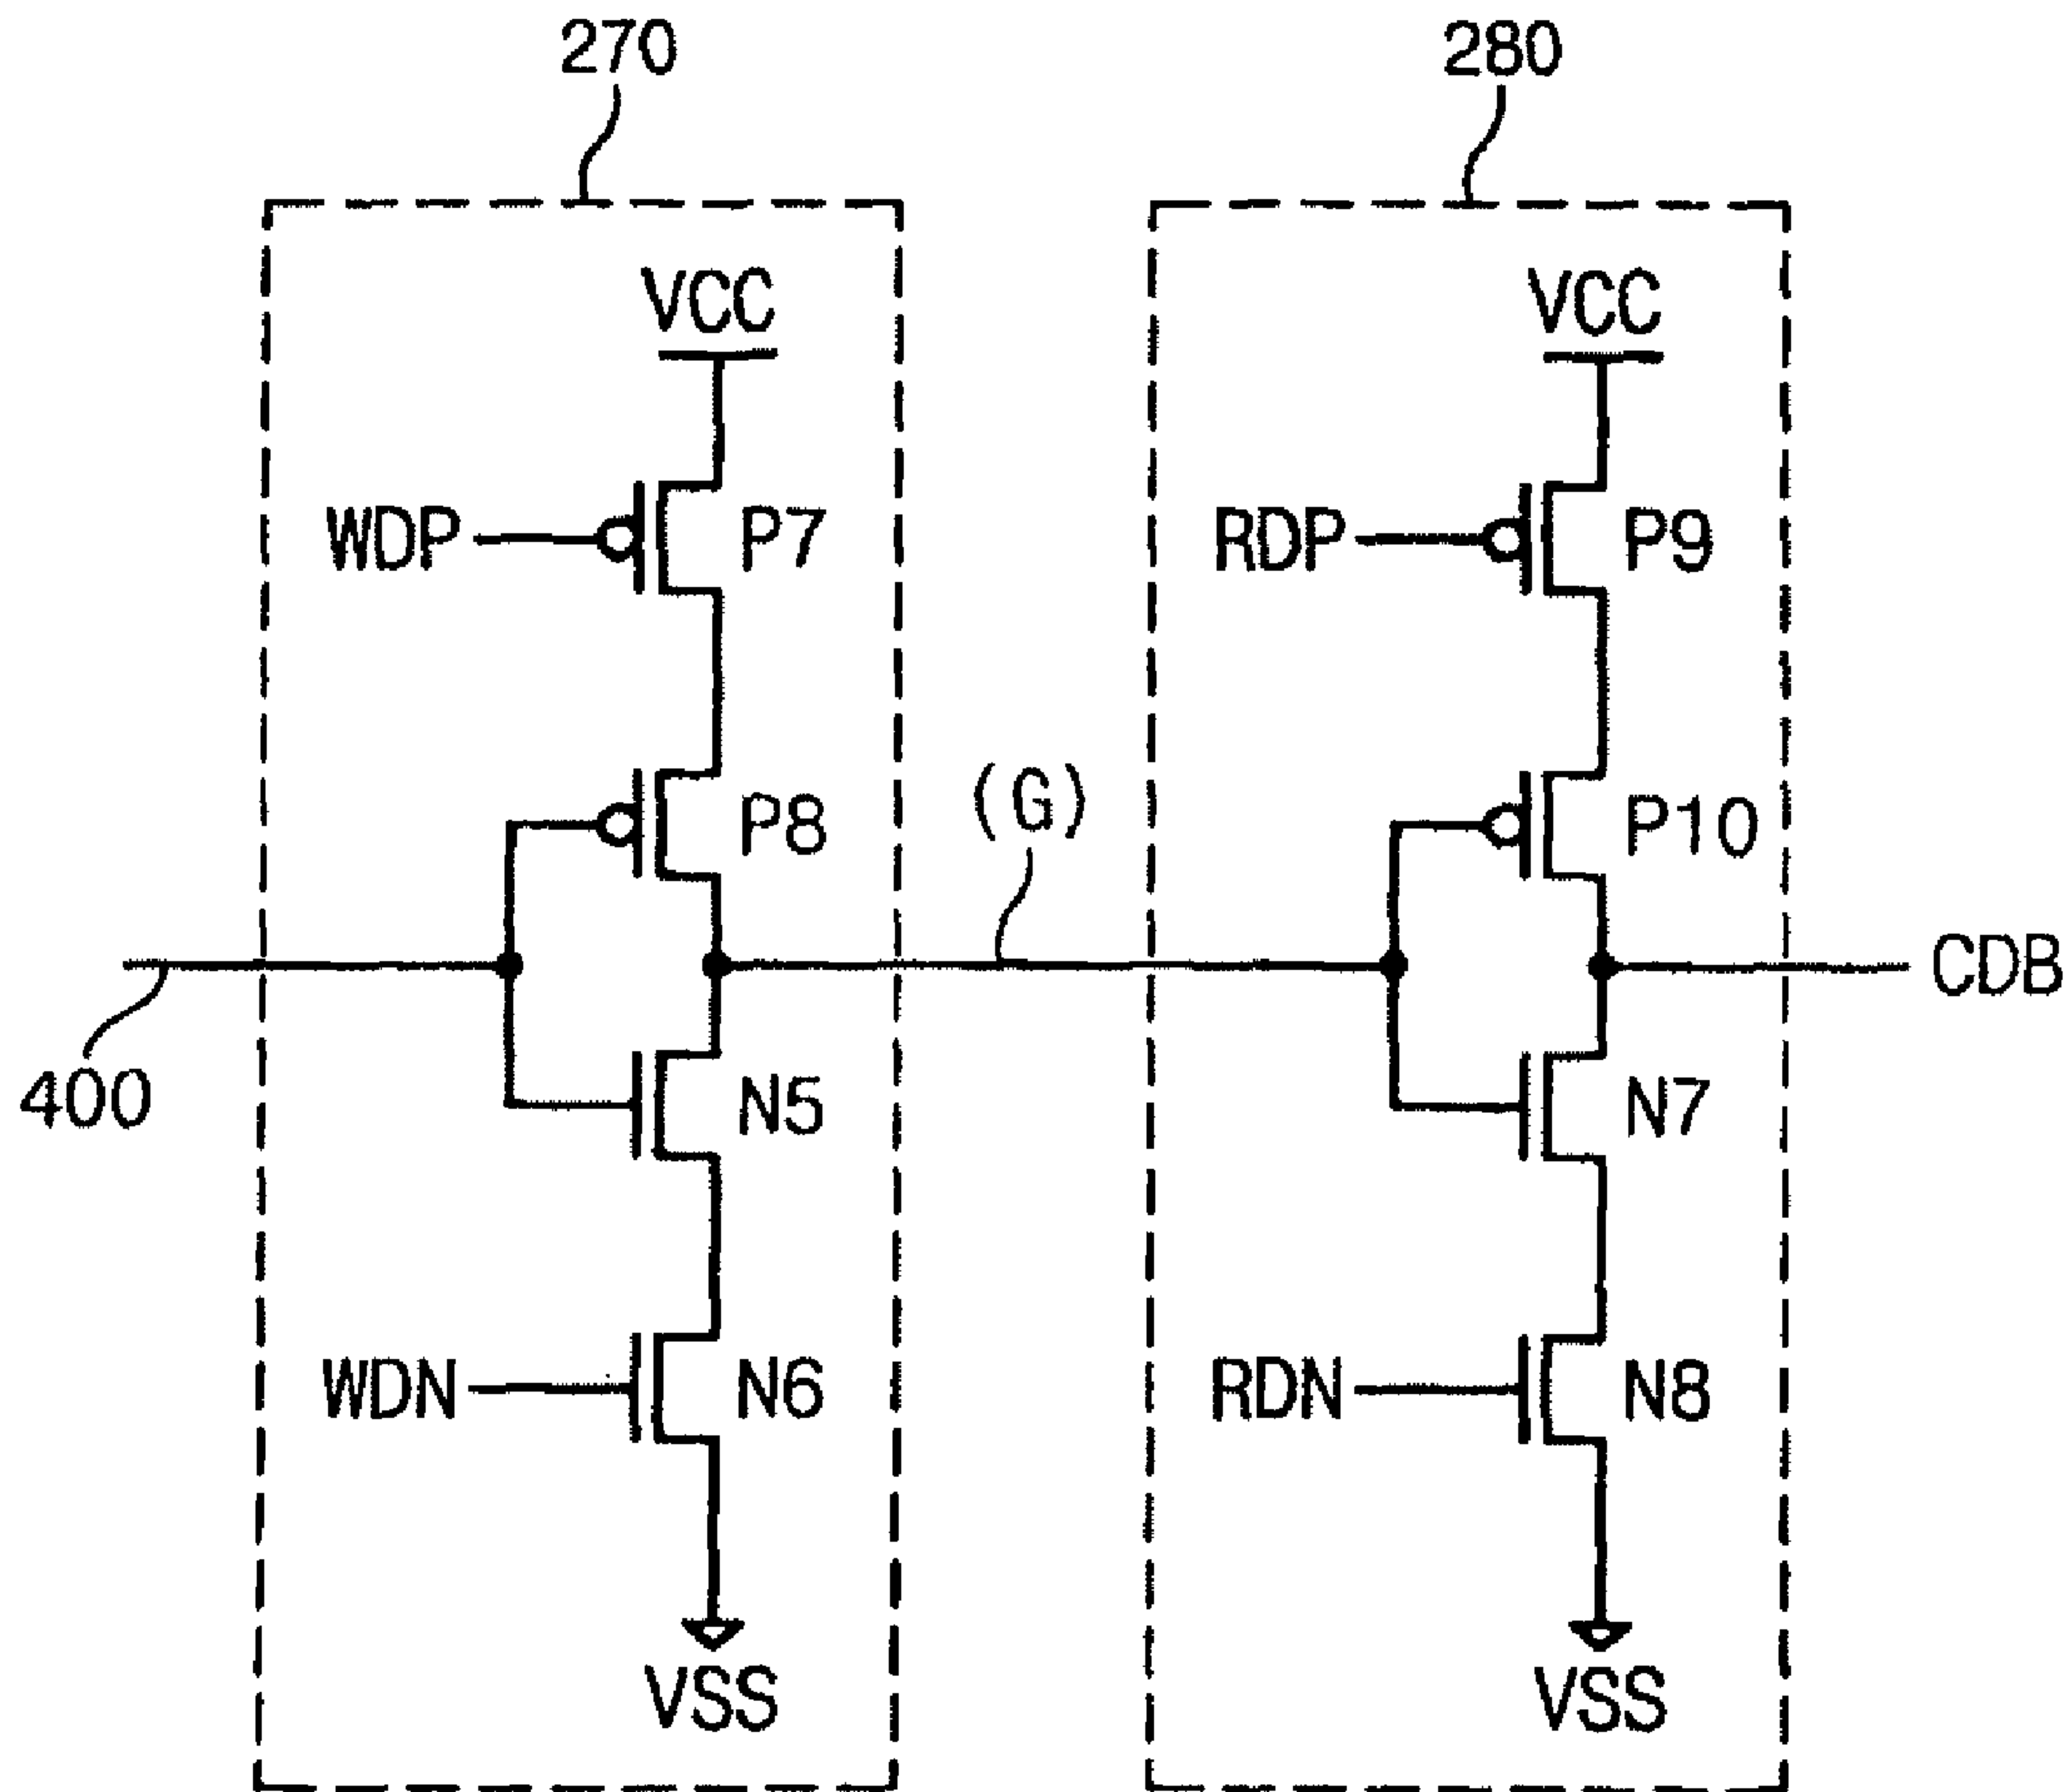 270
280
VCC
VCC
WDP
P7
RDP
P9
(G)
P8
P10
CDB
400
N5
N7
WDN
N6
RDN
N8
VSS
VSS